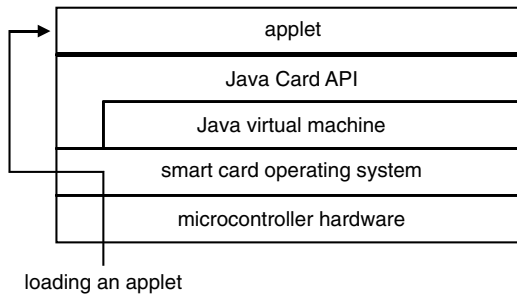 applet
Java Card API
Java virtual machine
smart card operating system
microcontroller hardware
loading an applet